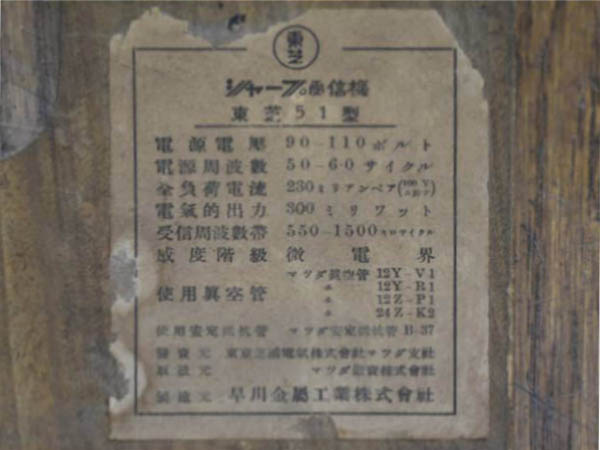 東芝
シャープ受信機
東芝51型
電源電壓 90-110ボルト
電源周波數 50-60サイクル
全負荷電流 230ミリアンペア(100V
電氣的出力 300ミリワット
受信周波數帶 550-1500キロサイクル
感度階級 微電界
使用眞空管 マツダ眞空管 12Y-V1
〃 12Y-R1
〃 12Z-P1
〃 24Z-K2
使用安定抵抗管 マツダ安定抵抗管 B-37
發賣元 東京芝浦電氣株式會社マツダ支社
取次元 マツダ株式會社
製造元 早川金屬工業株式會社